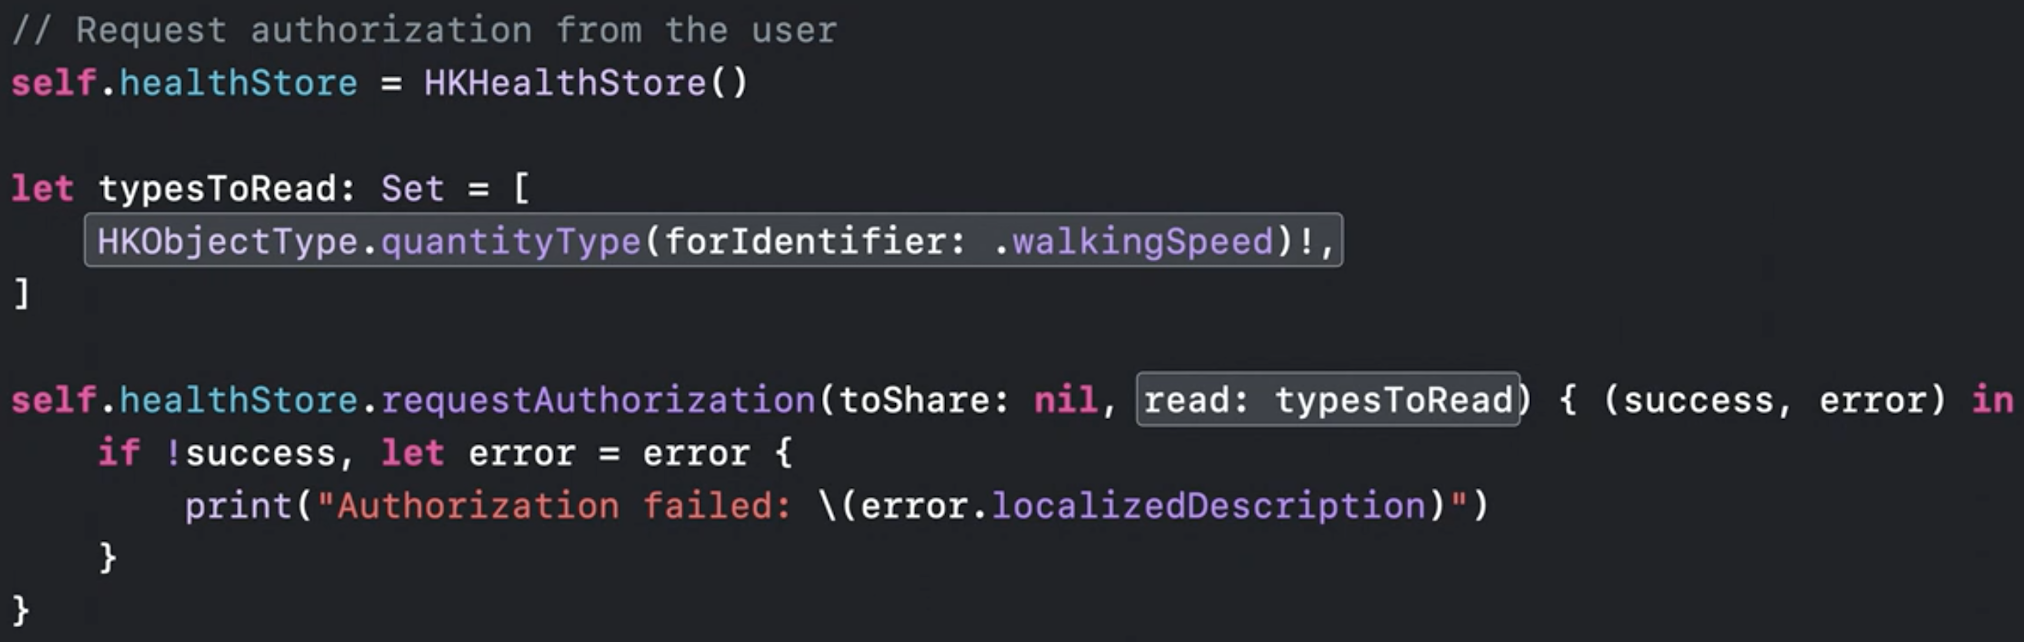 // Request authorization from the user
self.healthStore = HKHealthStore()
let typesToRead: Set = [
HKObjectType.quantityType(forIdentifier: .walkingSpeed)!,
]
self.healthStore.requestAuthorization(toShare: nil, read: typesToRead) { (success, error) in
if !success, let error = error {
print("Authorization failed: \(error.localizedDescription)")
}
}